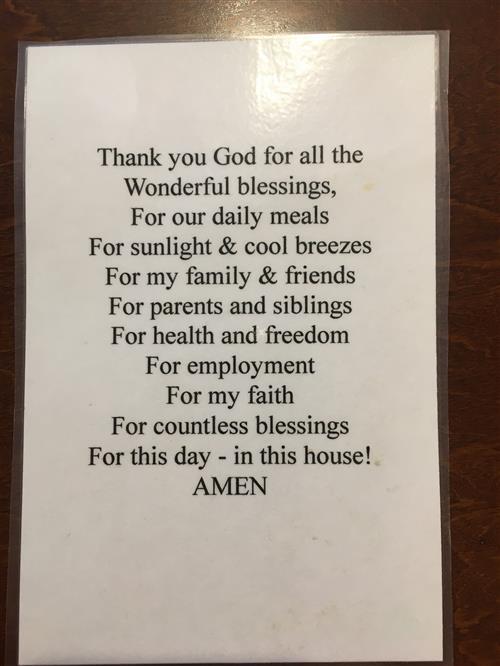 Thank you God for all the
Wonderful blessings,
For our daily meals
For sunlight & cool breezes
For my family & friends
For parents and siblings
For health and freedom
For employment
For my faith
For countless blessings
For this day - in this house!
AMEN